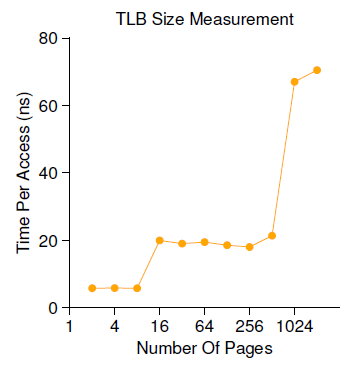 TLB Size Measurement
80
60
40
20
0
Time Per Access (ns)
1 4 16 64 256 1024
Number Of Pages